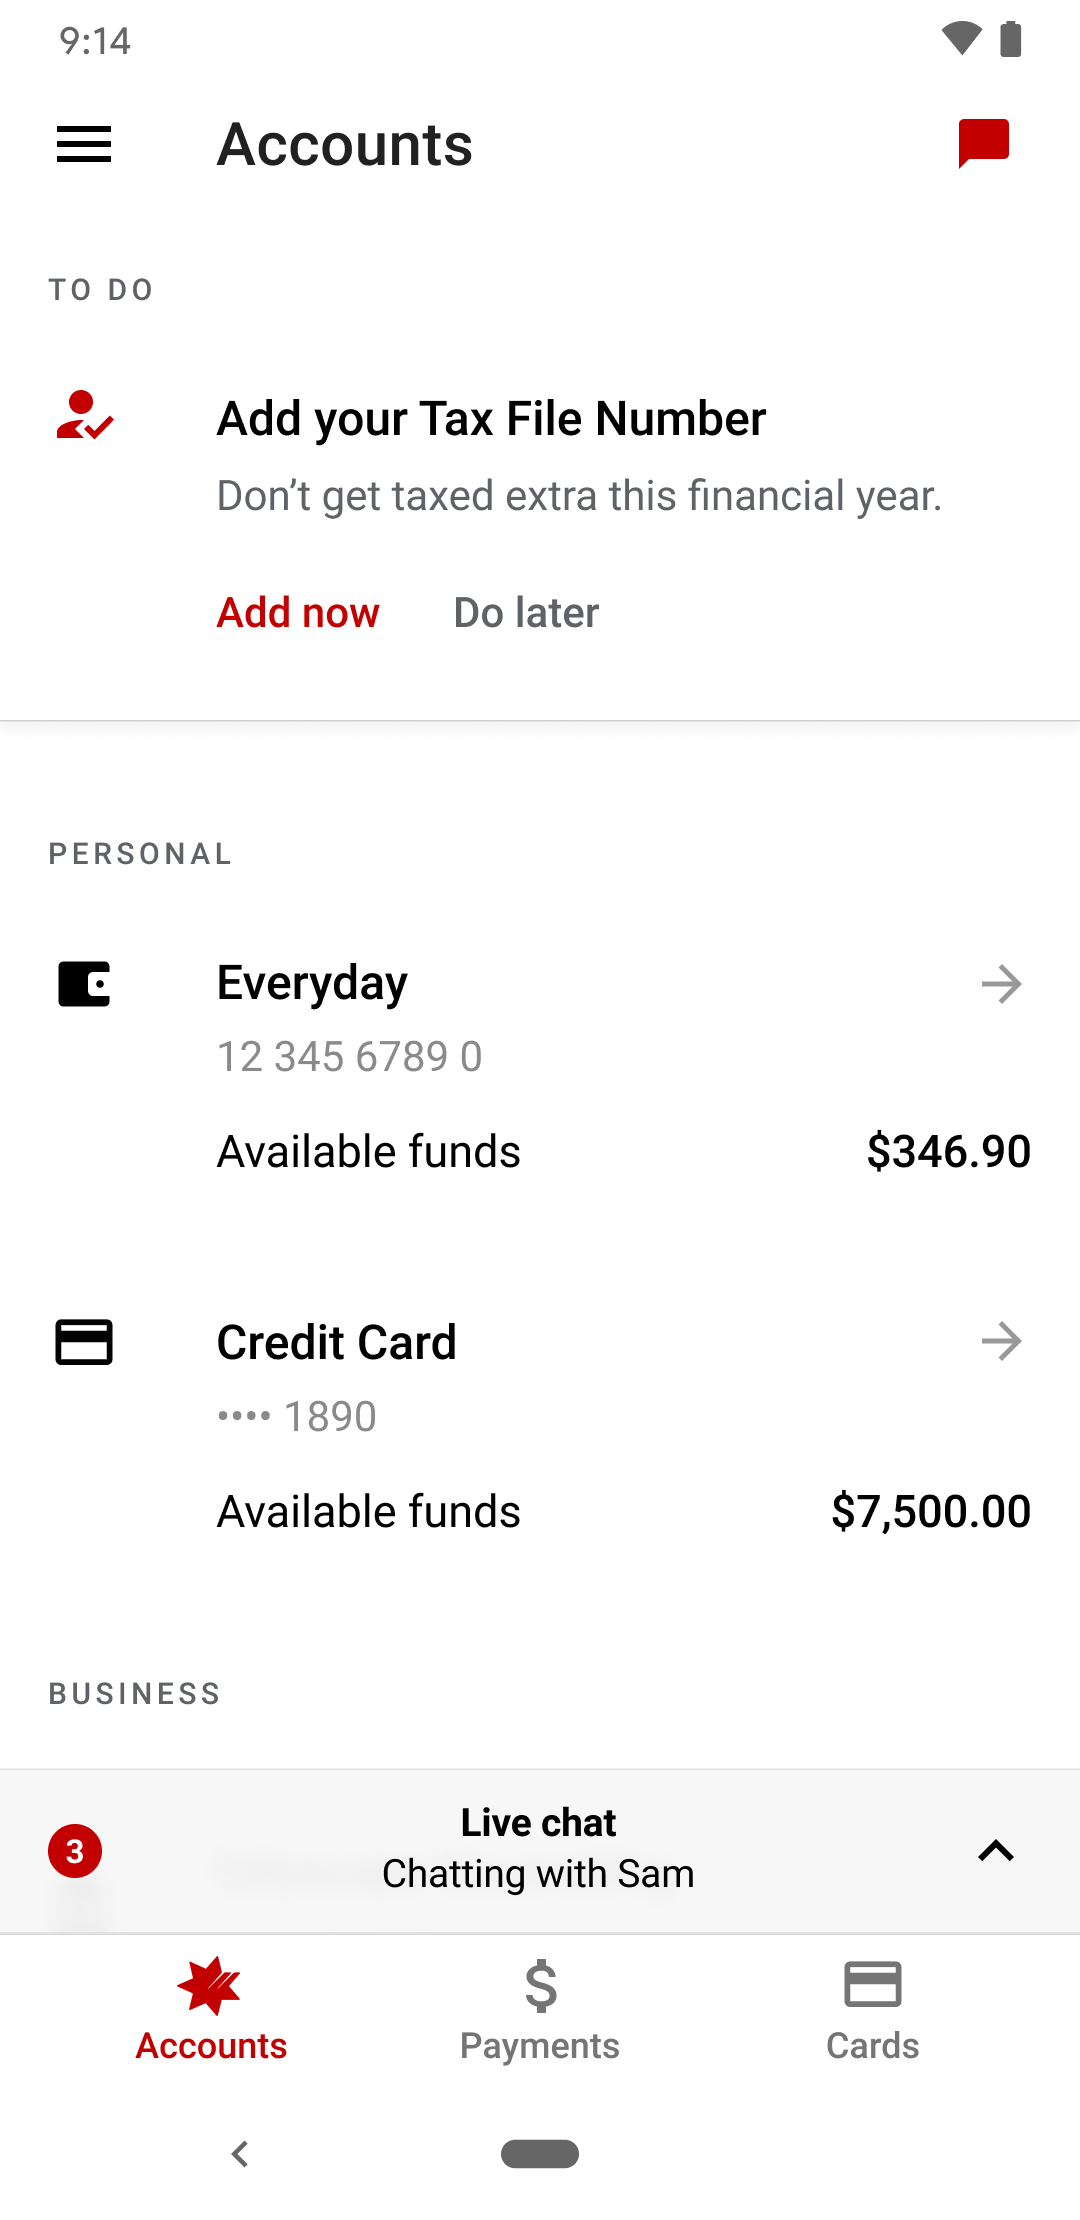 9:14
Accounts
TO DO
Add your Tax File Number
Don’t get taxed extra this financial year.
Add now Do later
PERSONAL
Everyday
12 345 6789 0
Available funds $346.90
Credit Card
•••• 1890
Available funds $7,500.00
BUSINESS
3
Live chat
Chatting with Sam
Accounts Payments Cards